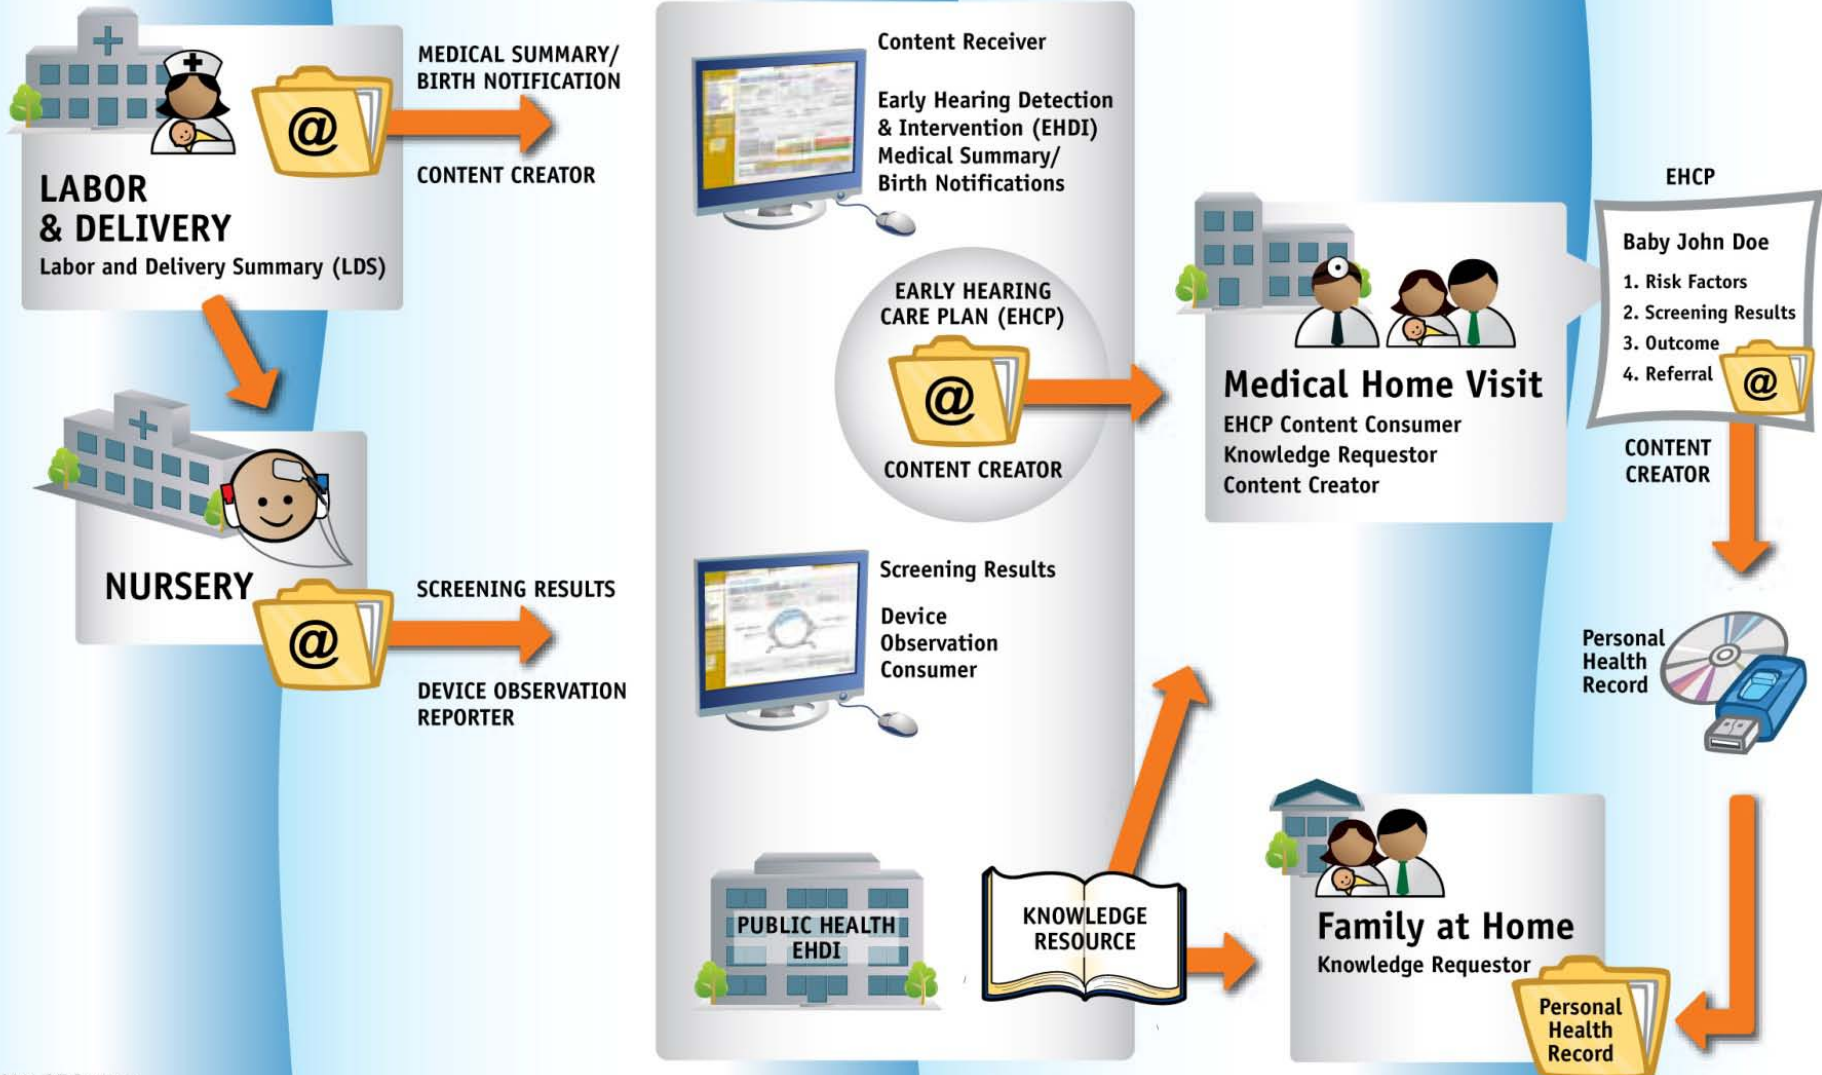 MEDICAL SUMMARY/
BIRTH NOTIFICATION
@
CONTENT CREATOR
LABOR
& DELIVERY
Labor and Delivery Summary (LDS)
NURSERY
@
SCREENING RESULTS
DEVICE OBSERVATION
REPORTER
Content Receiver
Early Hearing Detection
& Intervention (EHDI)
Medical Summary/
Birth Notifications
EARLY HEARING
CARE PLAN (EHCP)
@
CONTENT CREATOR
Screening Results
Device
Observation
Consumer
PUBLIC HEALTH
EHDI
KNOWLEDGE
RESOURCE
Medical Home Visit
EHCP Content Consumer
Knowledge Requestor
Content Creator
EHCP
Baby John Doe
1. Risk Factors
2. Screening Results
3. Outcome
4. Referral
@
CONTENT
CREATOR
Personal
Health
Record
Family at Home
Knowledge Requestor
Personal
Health
Record